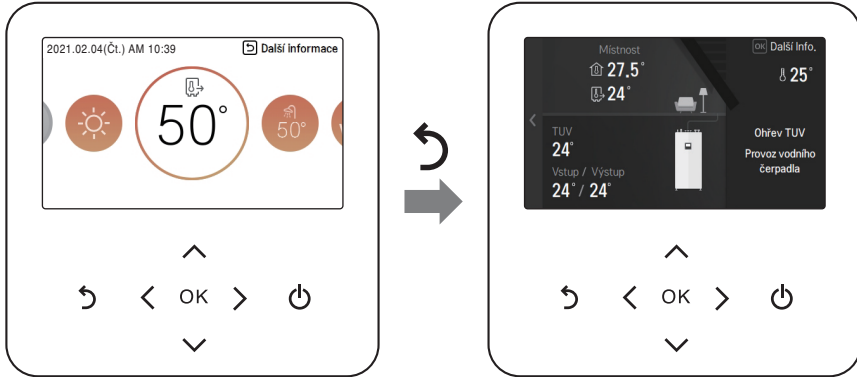 2021.02.04(Čt.) AM 10:39
Další informace
50°
50°
OK
Místnost
27.5°
24°
OK Další Info.
25°
TUV
24°
Vstup / Výstup
24° / 24°
Ohřev TUV
Provoz vodního
čerpadla
OK